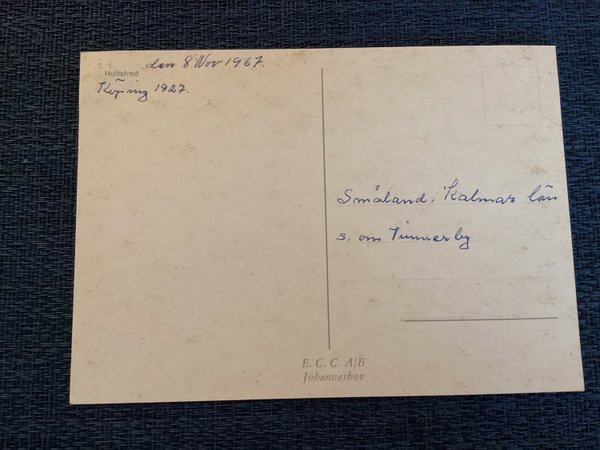 den 8 Nov 1967.
Hultsfred
Köping 1927.
Småland, Kalmar län
s. om Vimmerby
E. C. C. A/B
Johanneshov